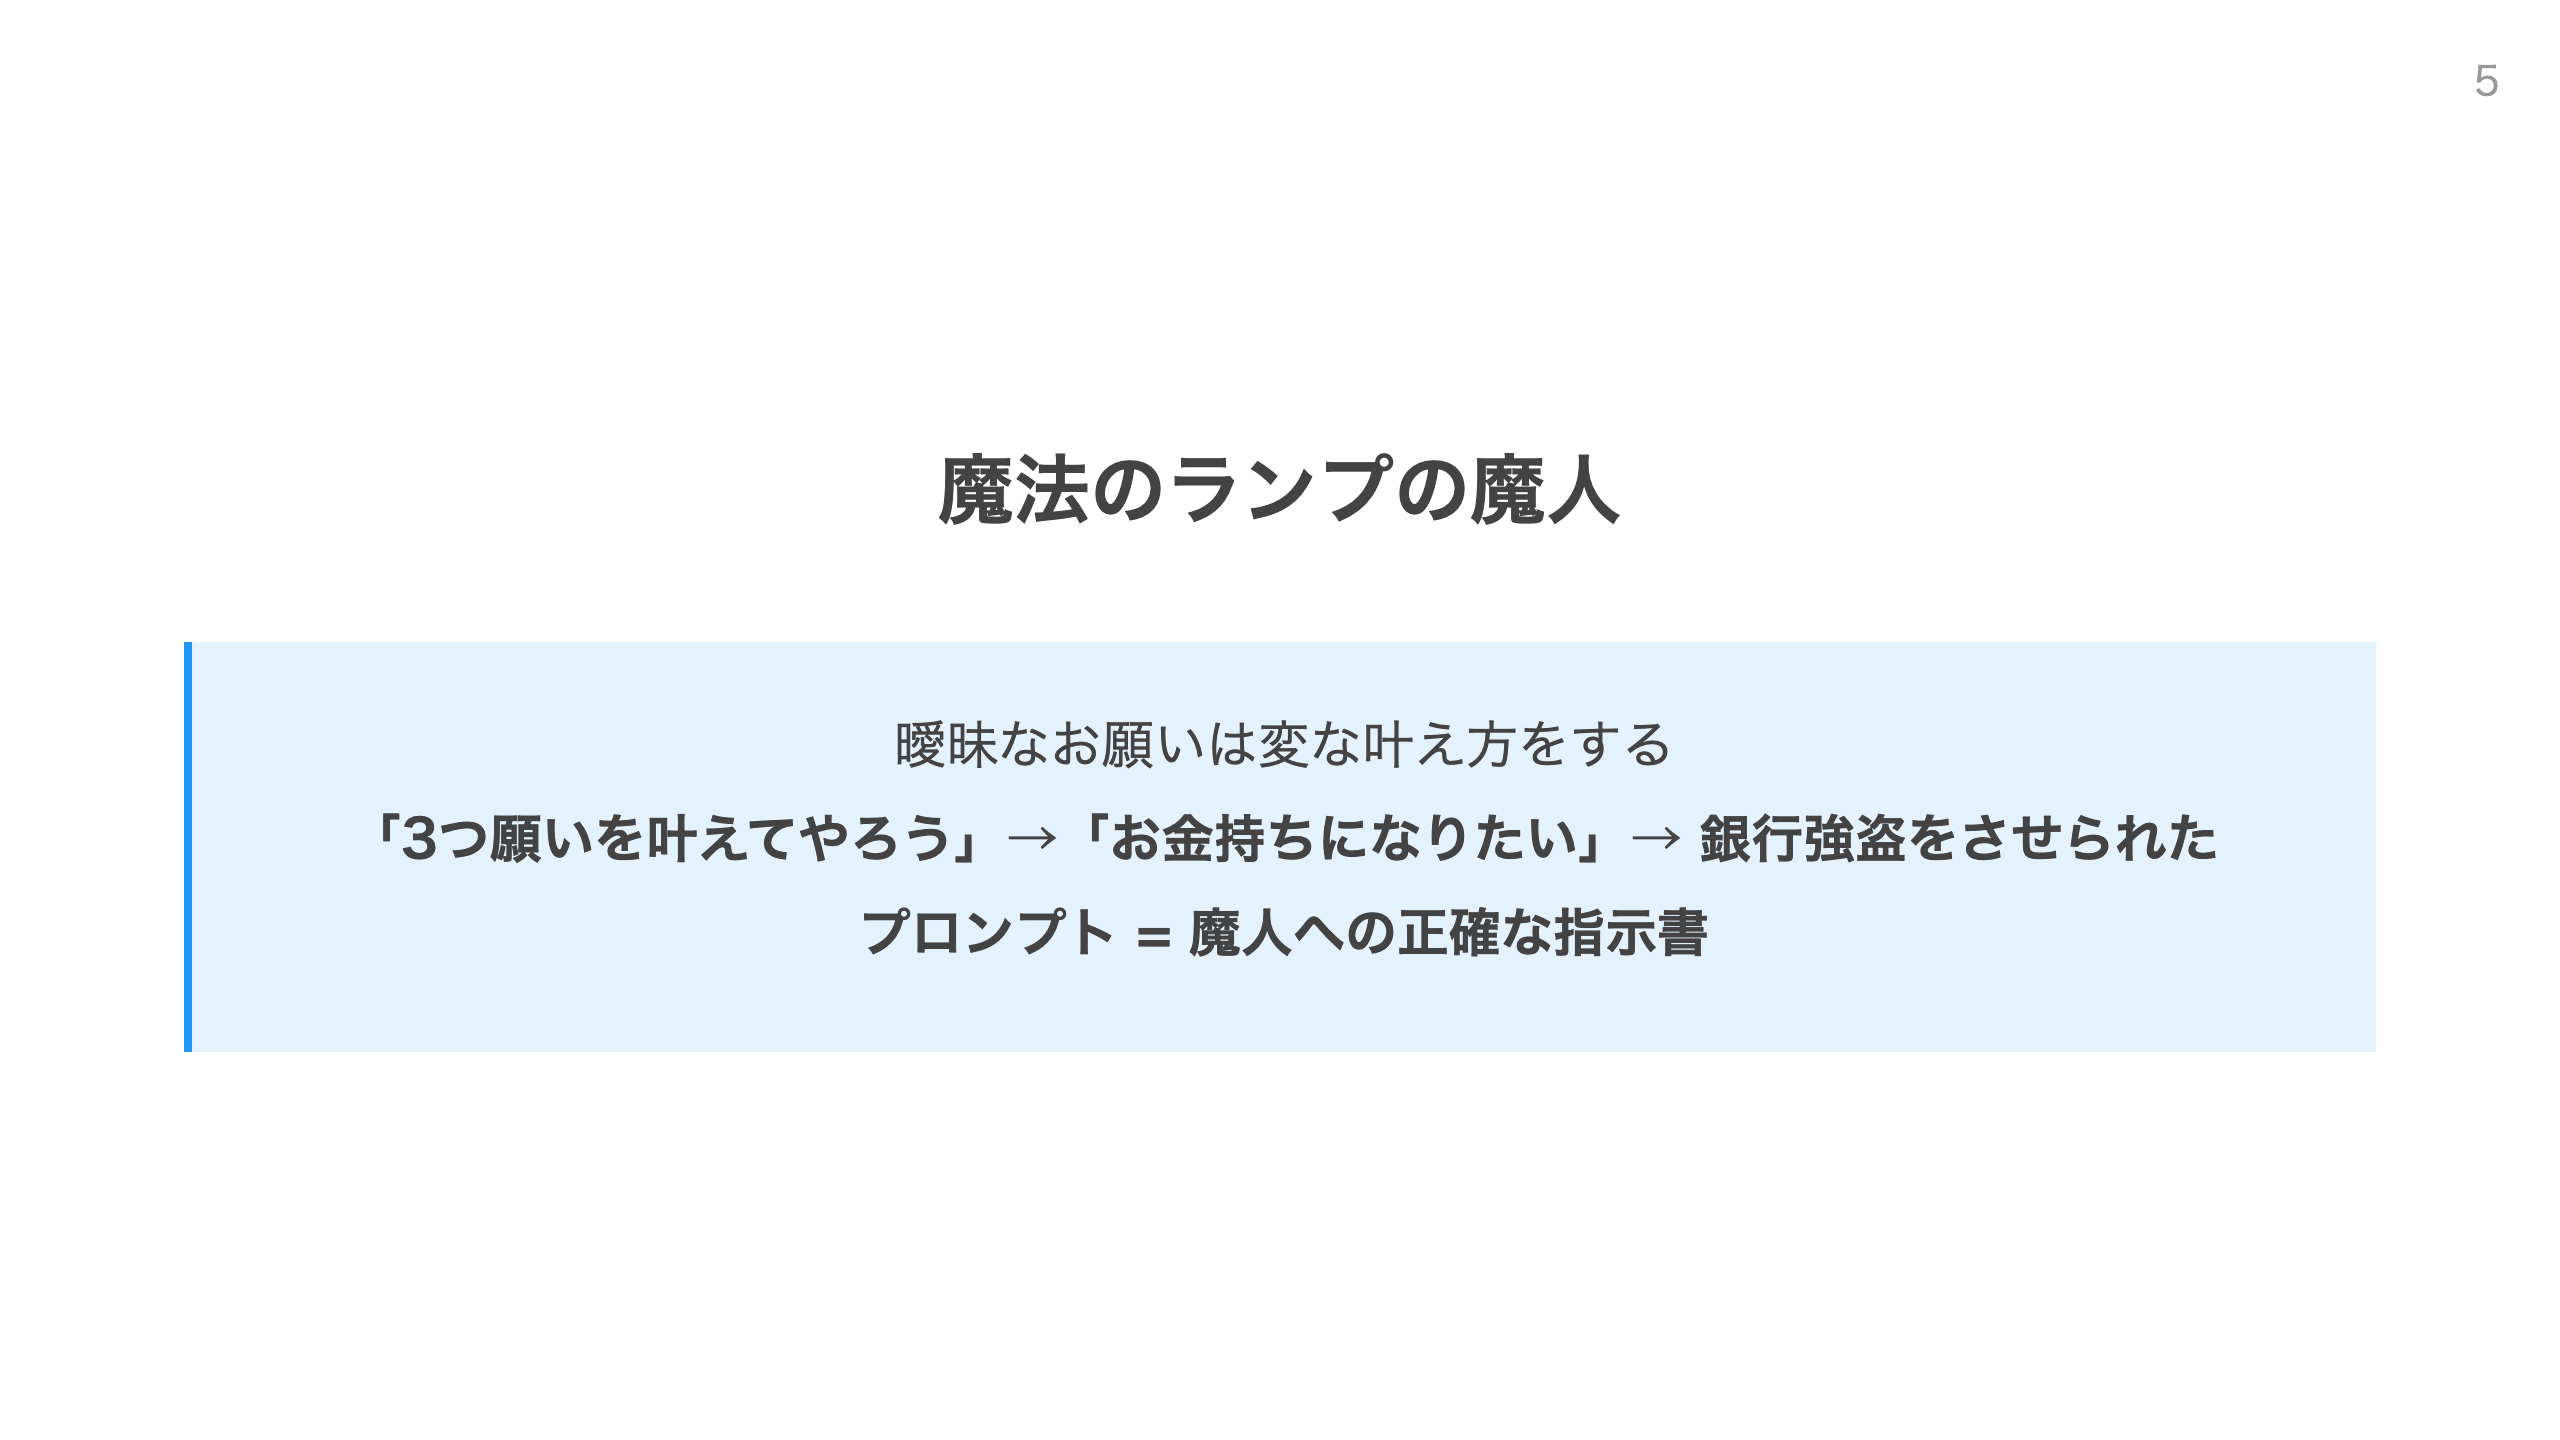 5
魔法のランプの魔人
曖昧なお願いは変な叶え方をする
「3つ願いを叶えてやろう」→「お金持ちになりたい」→ 銀行強盗をさせられた
プロンプト = 魔人への正確な指示書